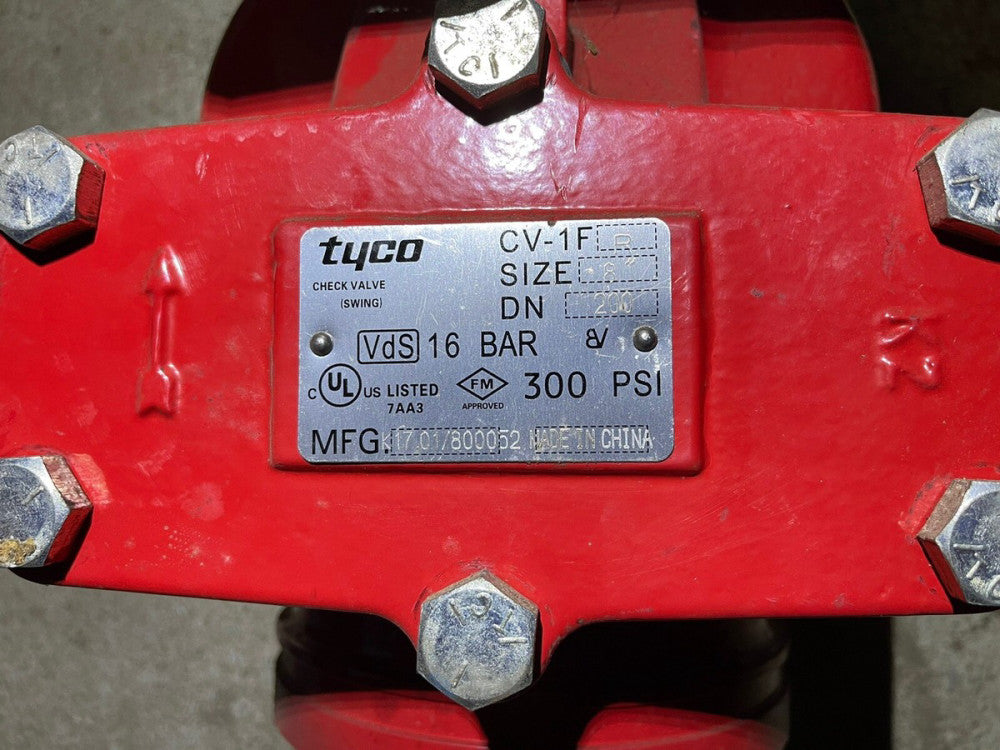 tyco
CV-1F R
CHECK VALVE
(SWING)
SIZE 8"
DN 200
VdS 16 BAR
C UL US LISTED
7AA3
FM
APPROVED
300 PSI
MFG. K17.01/800052 MADE IN CHINA